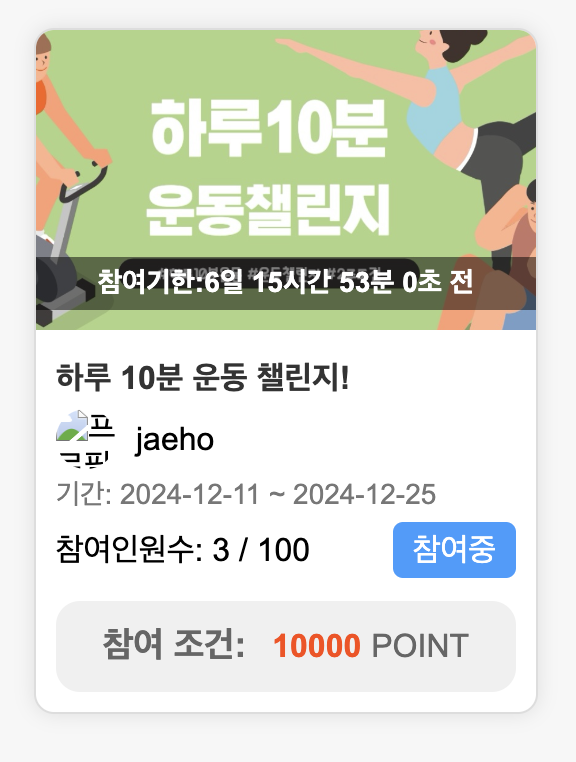 하루10분
운동챌린지
참여기한:6일 15시간 53분 0초 전
하루 10분 운동 챌린지!
프
로필
jaeho
기간: 2024-12-11 ~ 2024-12-25
참여인원수: 3 / 100
참여중
참여 조건: 10000 POINT